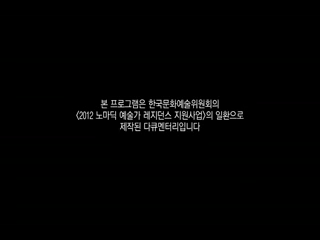 본 프로그램은 한국문화예술위원회의
<2012 노마딕 예술가 레지던스 지원사업>의 일환으로
제작된 다큐멘터리입니다